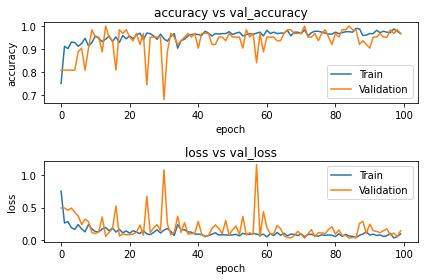 accuracy vs val_accuracy
1.0
0.9
0.8
0.7
accuracy
Train
Validation
0 20 40 60 80 100
epoch
loss vs val_loss
1.0
0.5
0.0
loss
Train
Validation
0 20 40 60 80 100
epoch